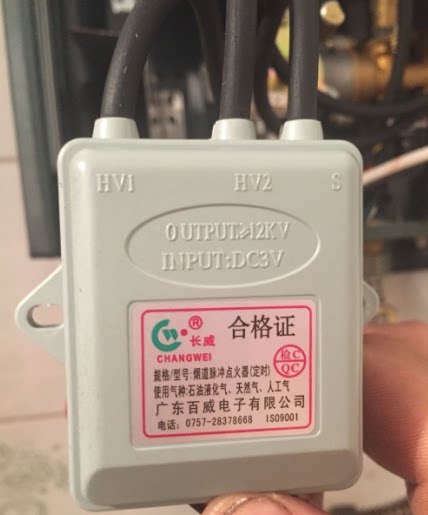 HV1 HV2 S
OUTPUT:≥12KV
INPUT:DC3V
® 合格证
长威
CHANGWEI
检C
QC
规格/型号:烟道脉冲点火器(定时)
使用气种:石油液化气、天然气、人工气
广东百威电子有限公司
电话: 0757-28378668 ISO9001